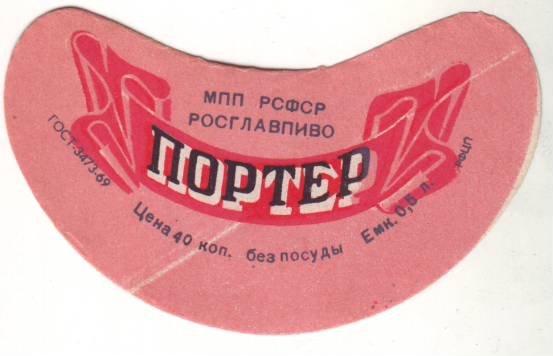 МПП РСФСР
РОСГЛАВПИВО
ПОРТЕР
ГОСТ-3473-69
Цена 40 коп. без посуды Емк. 0,5 л.